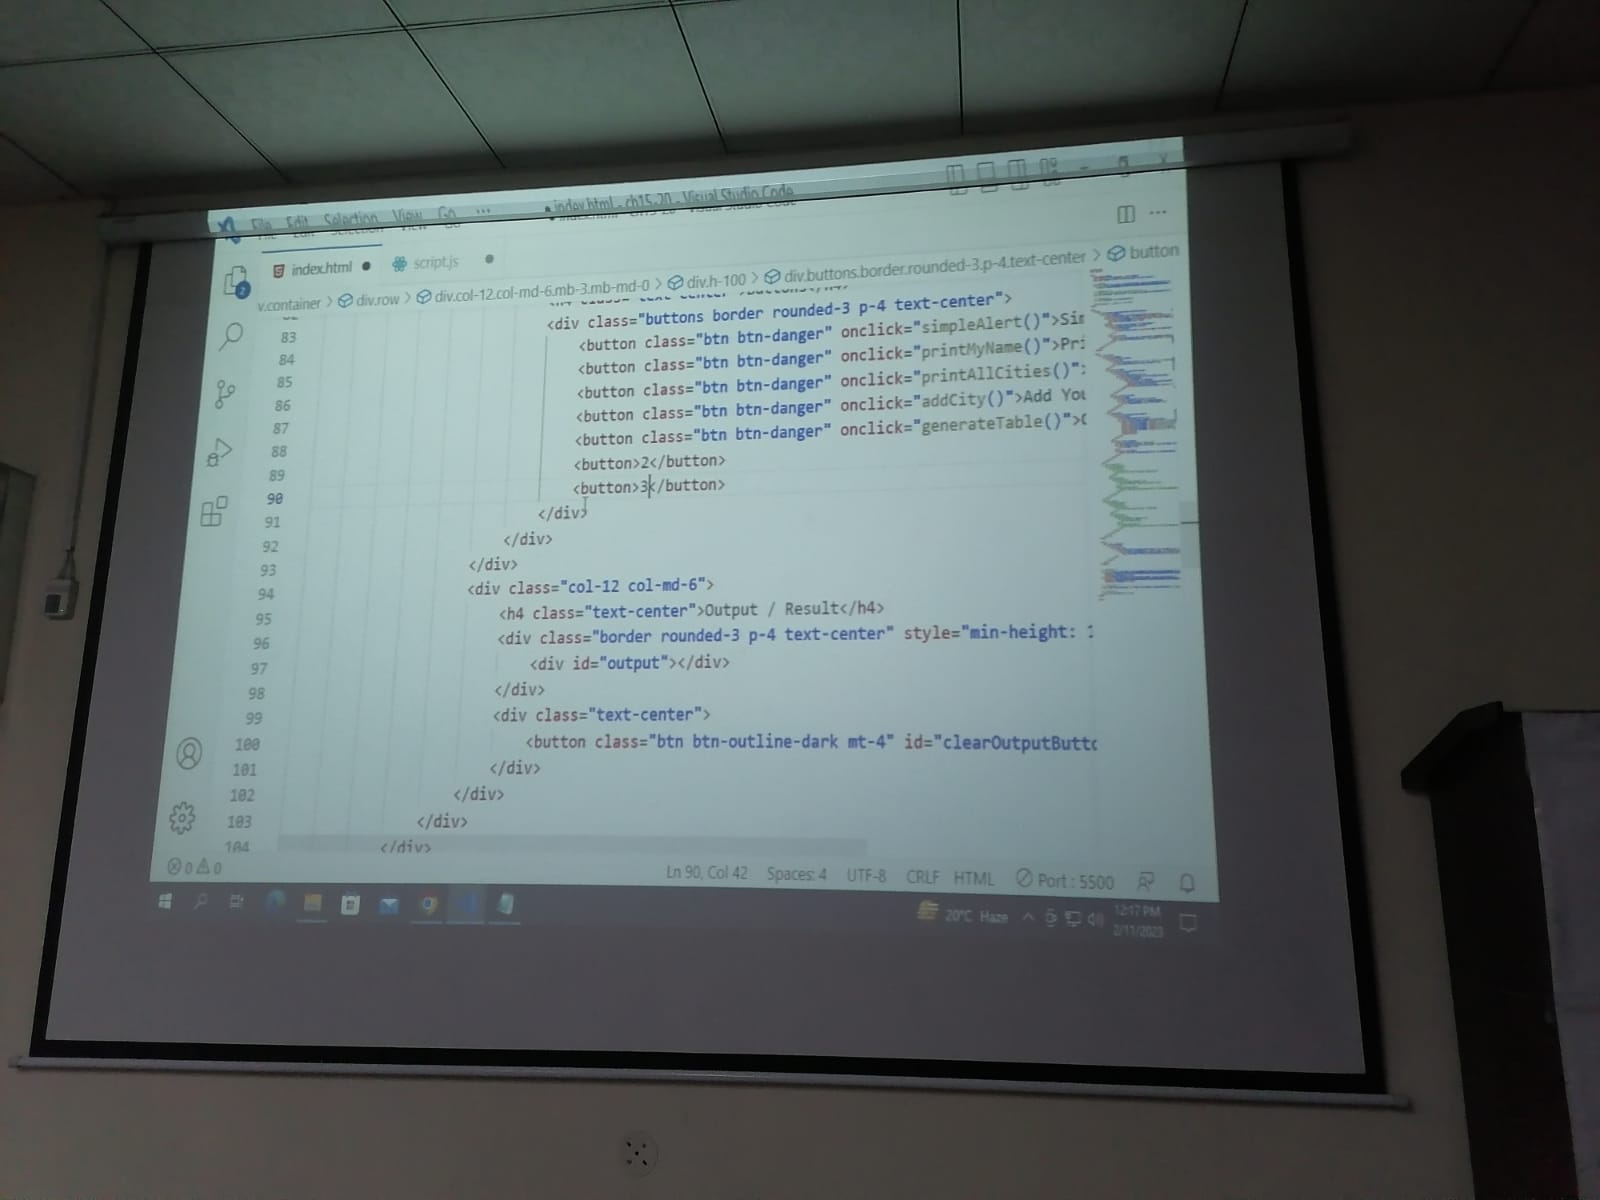 File Edit Selection View Go ··· ● index.html - ch15-20 - Visual Studio Code
index.html ● script.js ●
v.container > div.row > div.col-12.col-md-6.mb-3.mb-md-0 > div.h-100 > div.buttons.border.rounded-3.p-4.text-center > button
83 <div class="buttons border rounded-3 p-4 text-center">
84 <button class="btn btn-danger" onclick="simpleAlert()">Sim
85 <button class="btn btn-danger" onclick="printMyName()">Pri
86 <button class="btn btn-danger" onclick="printAllCities()">
87 <button class="btn btn-danger" onclick="addCity()">Add You
88 <button class="btn btn-danger" onclick="generateTable()">G
89 <button>2</button>
90 <button>3</button>
91 </div>
92 </div>
93 </div>
94 <div class="col-12 col-md-6">
95 <h4 class="text-center">Output / Result</h4>
96 <div class="border rounded-3 p-4 text-center" style="min-height: 1
97 <div id="output"></div>
98 </div>
99 <div class="text-center">
100 <button class="btn btn-outline-dark mt-4" id="clearOutputButto
101 </div>
102 </div>
103 </div>
104 </div>
0 0 Ln 90, Col 42 Spaces: 4 UTF-8 CRLF HTML Port : 5500
20°C Haze 12:17 PM
2/11/2023